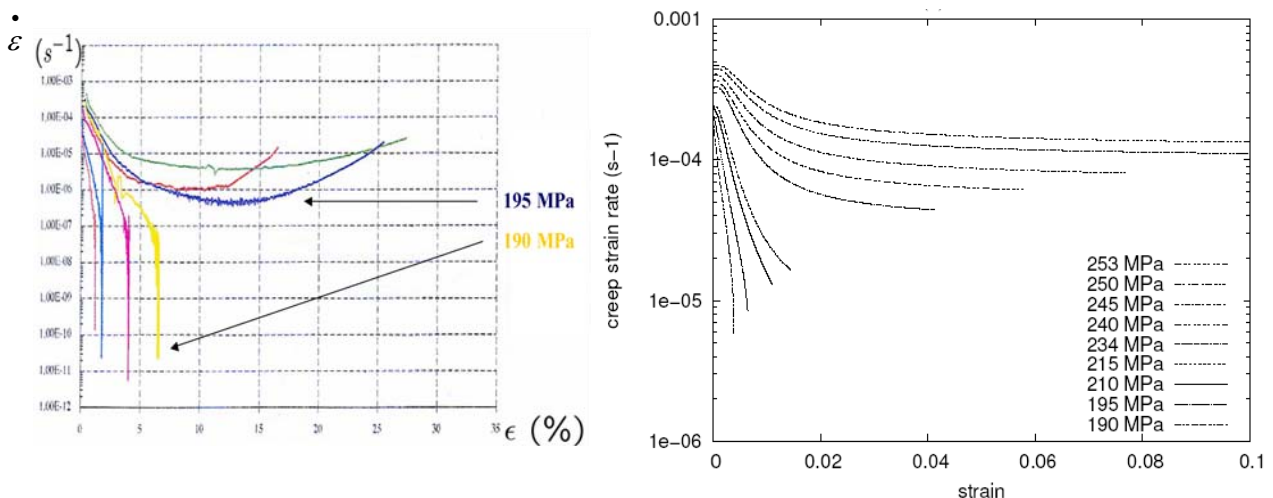 ε̇ (s⁻¹)
1.00E-03
1.00E-04
1.00E-05
1.00E-06
1.00E-07
1.00E-08
1.00E-09
1.00E-10
1.00E-11
1.00E-12
0 5 10 15 20 25 30 35
ϵ (%)
195 MPa
190 MPa
0.001
1e-04
1e-05
1e-06
creep strain rate (s−1)
253 MPa
250 MPa
245 MPa
240 MPa
234 MPa
215 MPa
210 MPa
195 MPa
190 MPa
0 0.02 0.04 0.06 0.08 0.1
strain